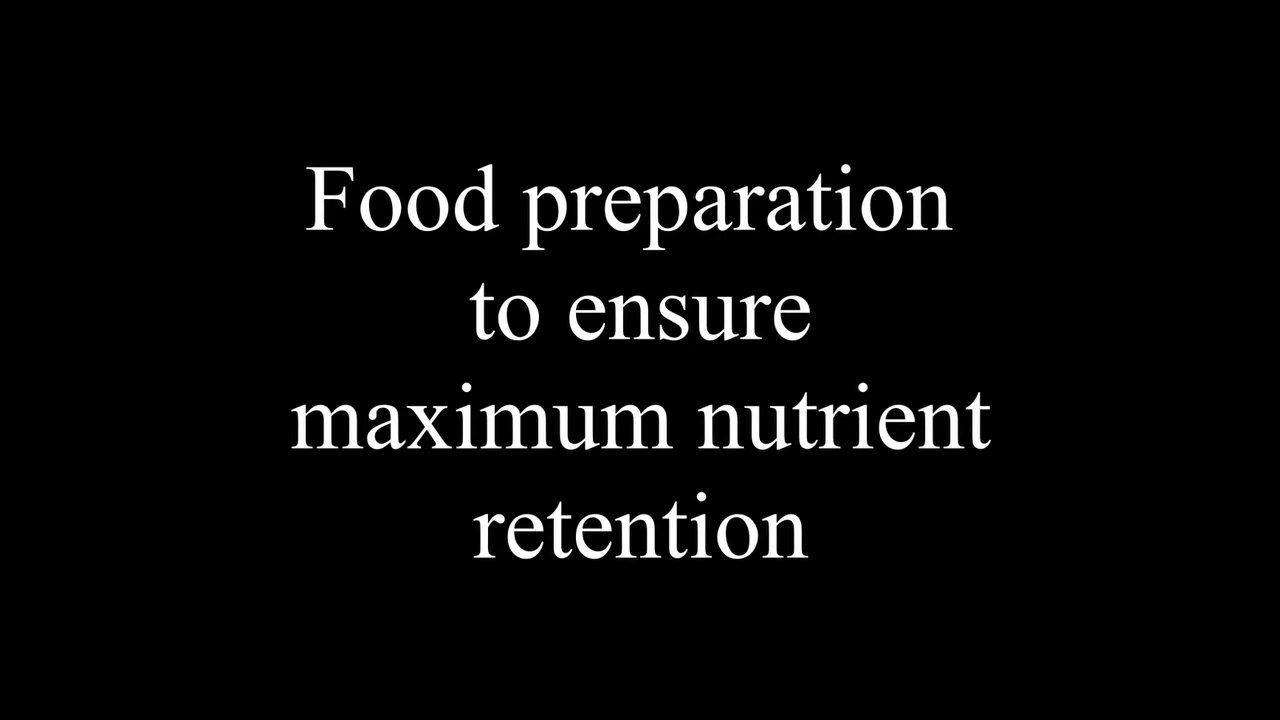 Food preparation
to ensure
maximum nutrient
retention